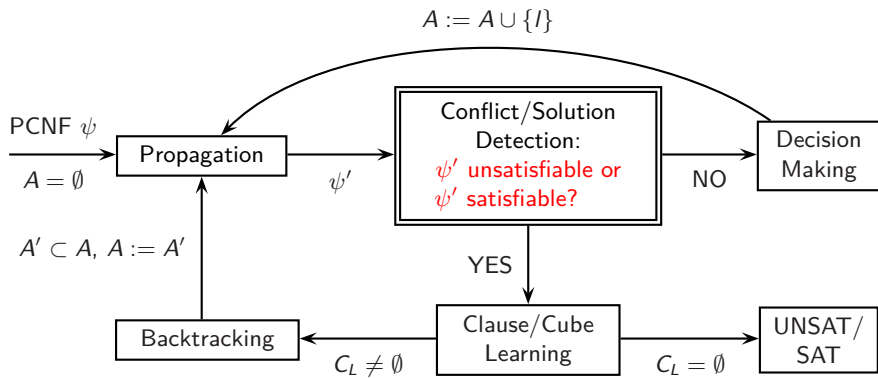 A := A ∪ {l}
PCNF ψ
A = ∅
Propagation
ψ′
Conflict/Solution
Detection:
ψ′ unsatisfiable or
ψ′ satisfiable?
NO
Decision
Making
A′ ⊂ A, A := A′
YES
Backtracking
C_L ≠ ∅
Clause/Cube
Learning
C_L = ∅
UNSAT/
SAT